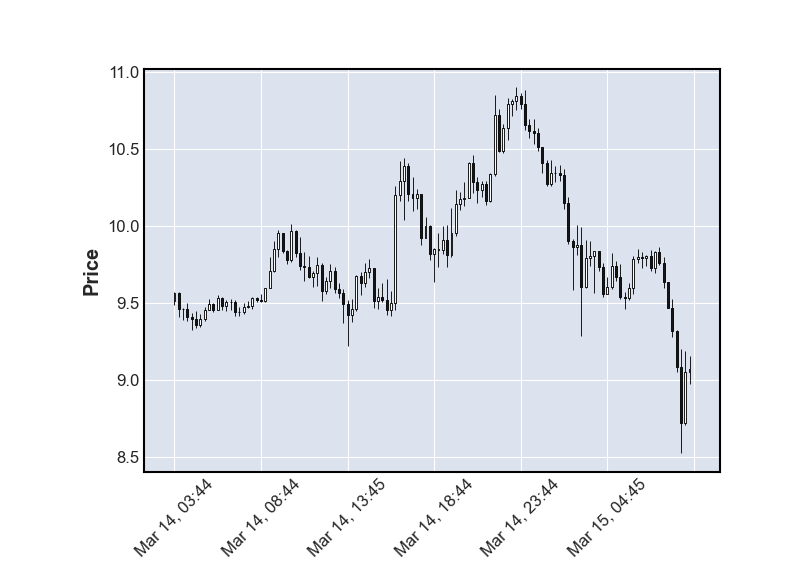 11.0
10.5
10.0
9.5
9.0
8.5
Price
Mar 14, 03:44
Mar 14, 08:44
Mar 14, 13:45
Mar 14, 18:44
Mar 14, 23:44
Mar 15, 04:45